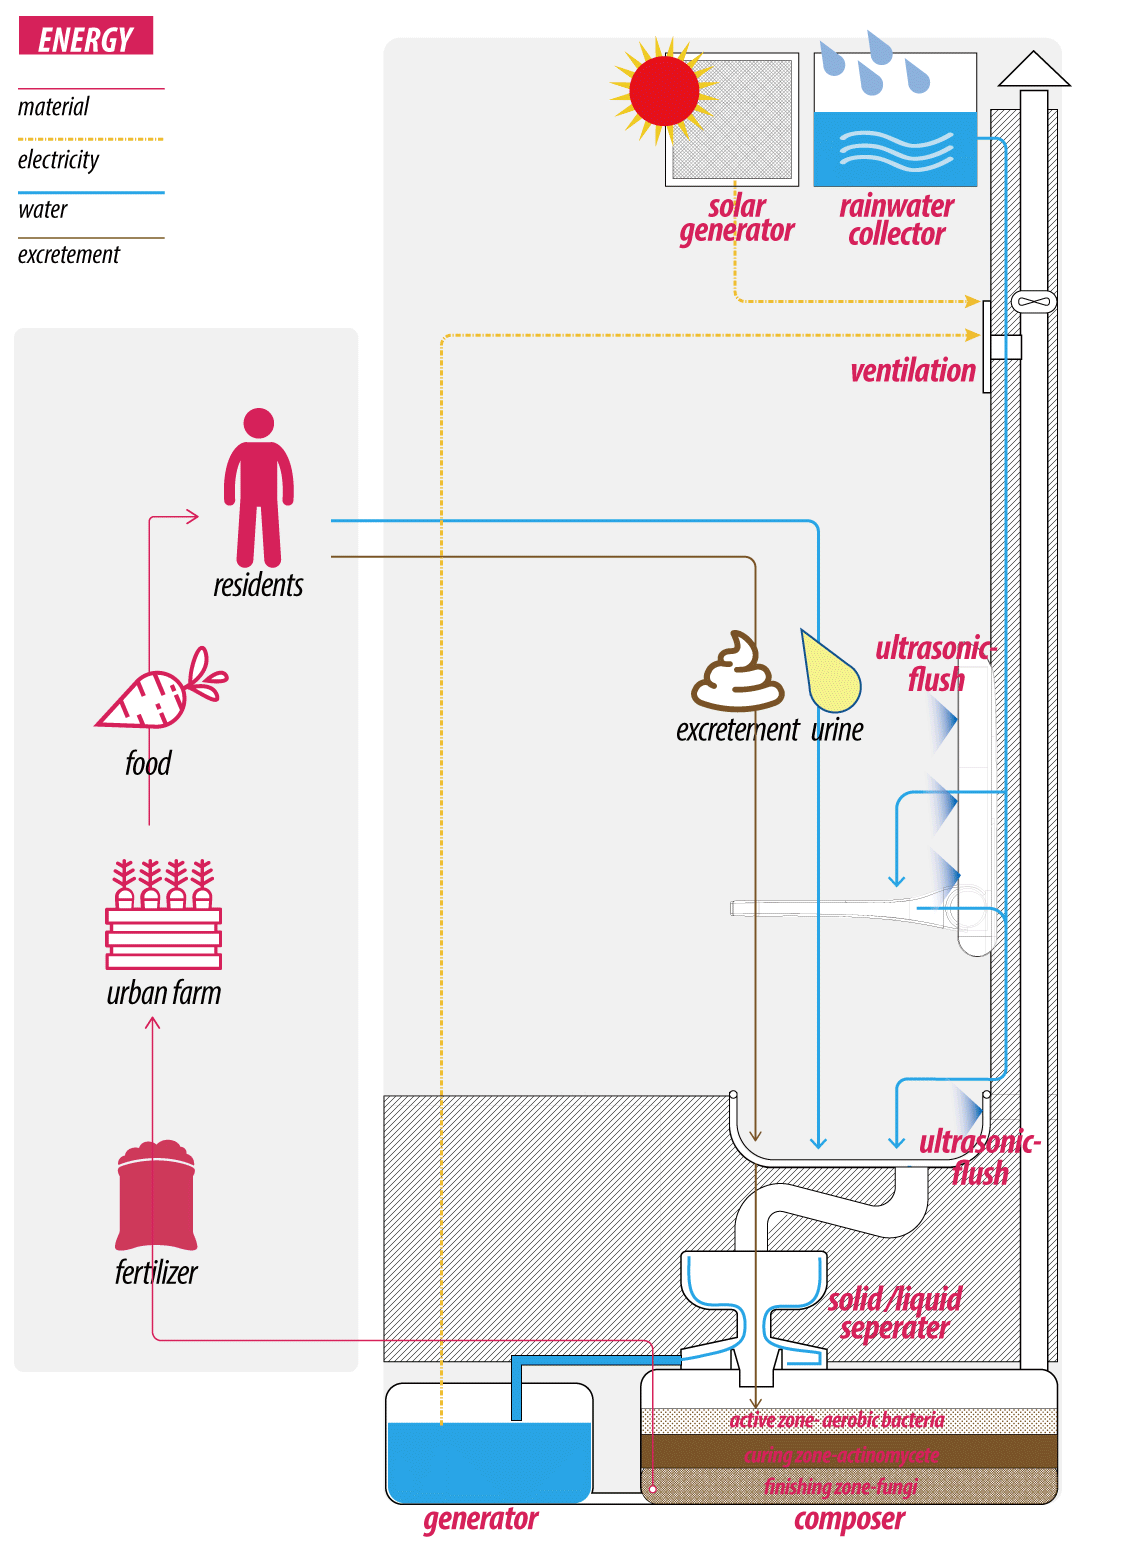 ENERGY
material
electricity
water
excretement
solar
generator
rainwater
collector
ventilation
residents
food
urban farm
fertilizer
excretement
urine
ultrasonic-
flush
ultrasonic-
flush
solid /liquid
seperater
active zone- aerobic bacteria
curing zone-actinomycete
finishing zone-fungi
generator
composer